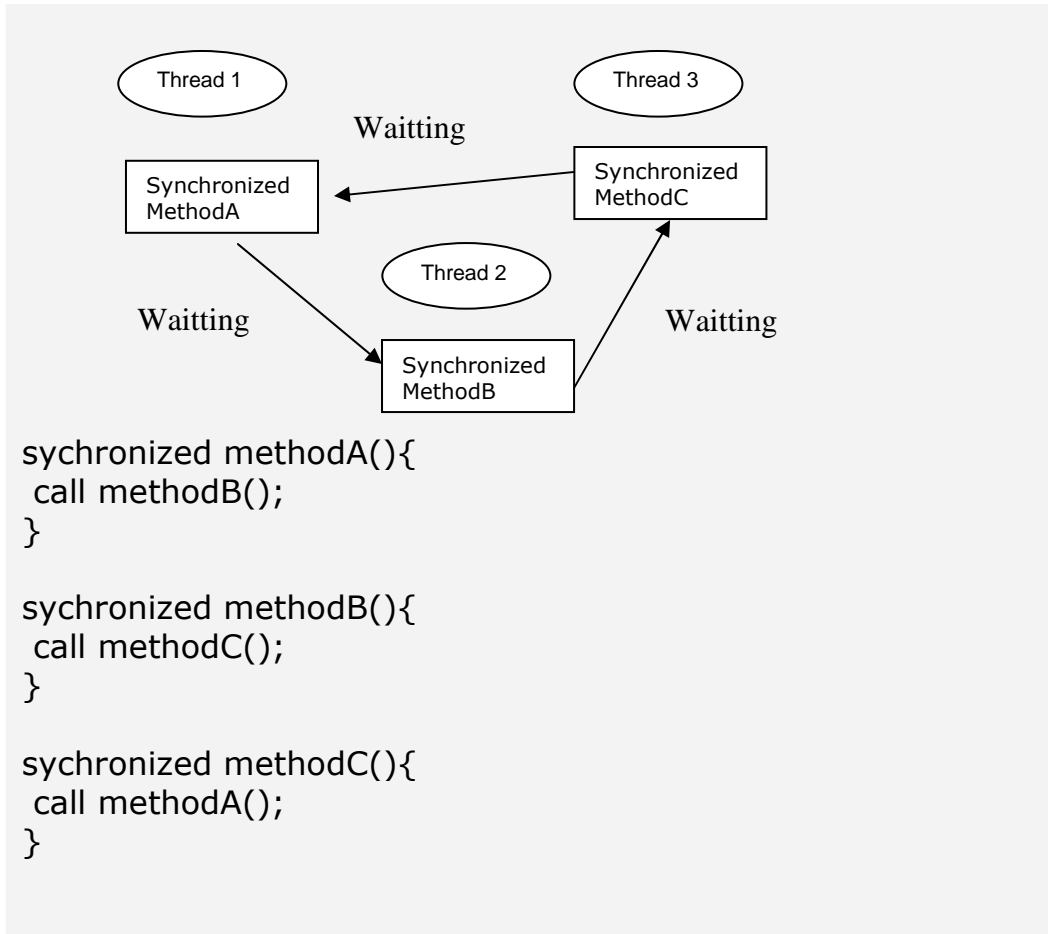 Thread 1
Thread 3
Waitting
Synchronized
MethodA
Synchronized
MethodC
Thread 2
Waitting
Waitting
Synchronized
MethodB
sychronized methodA(){
call methodB();
}
sychronized methodB(){
call methodC();
}
sychronized methodC(){
call methodA();
}